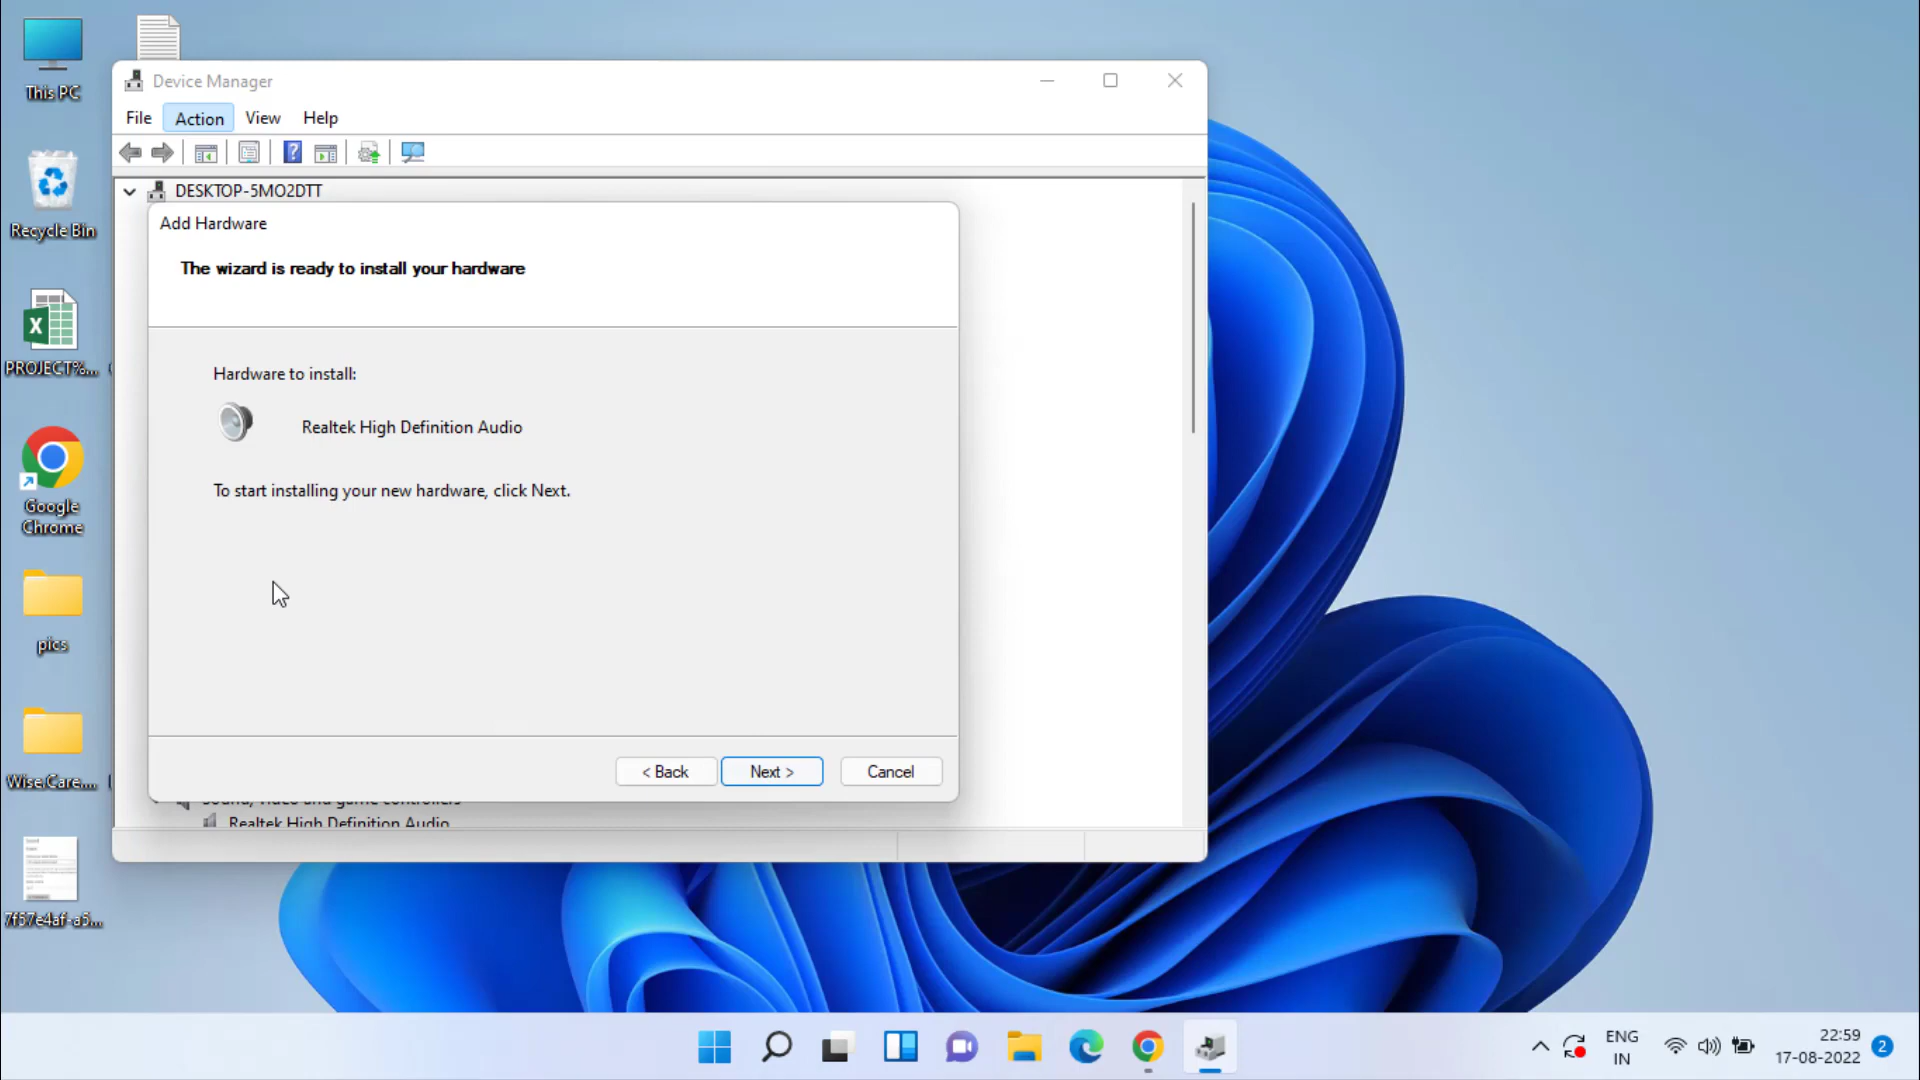 This PC
Recycle Bin
PROJECT%...
Google
Chrome
pics
Wise.Care....
7f57e4af-a5...
Device Manager
File
Action
View
Help
DESKTOP-5MO2DTT
Add Hardware
The wizard is ready to install your hardware
Hardware to install:
Realtek High Definition Audio
To start installing your new hardware, click Next.
< Back
Next >
Cancel
Sound, video and game controllers
Realtek High Definition Audio
ENG
IN
22:59
17-08-2022
2